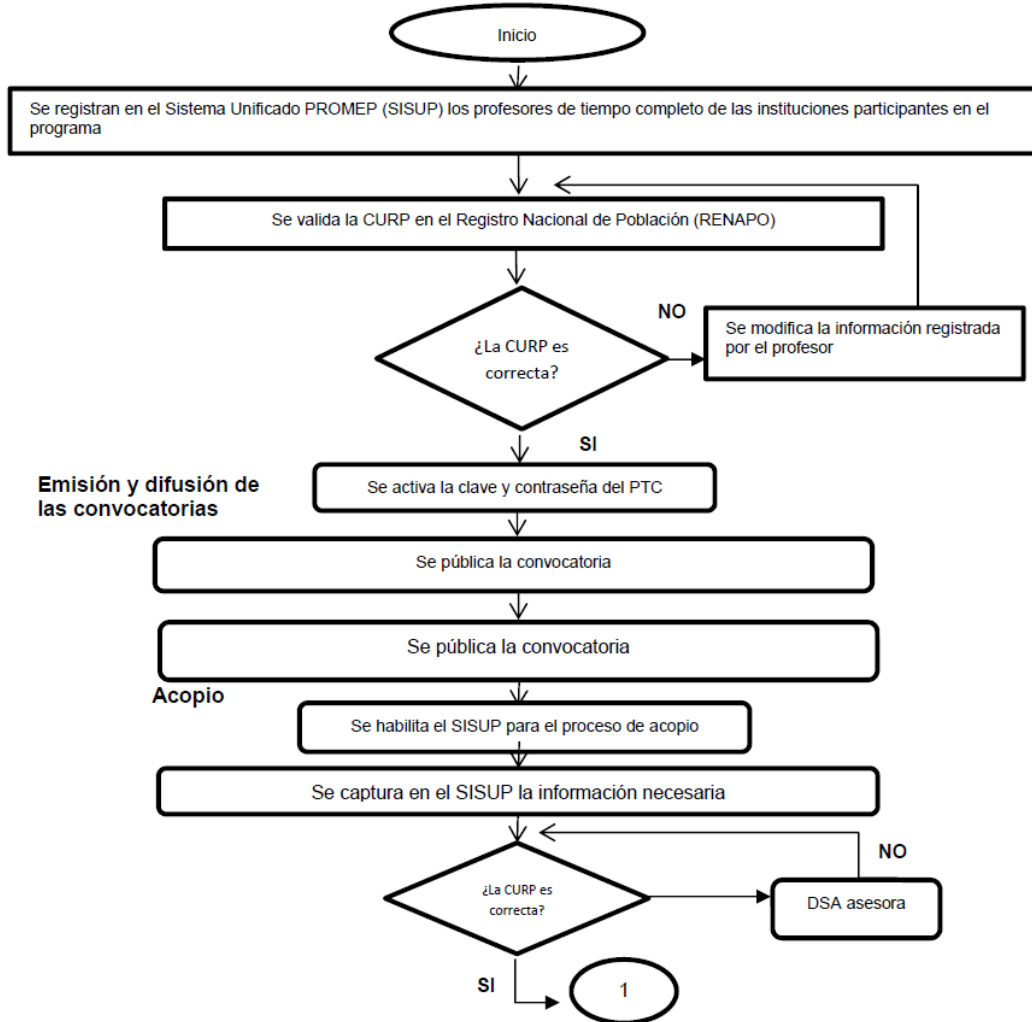 Inicio
Se registran en el Sistema Unificado PROMEP (SISUP) los profesores de tiempo completo de las instituciones participantes en el
programa
Se valida la CURP en el Registro Nacional de Población (RENAPO)
¿La CURP es
correcta?
NO
Se modifica la información registrada
por el profesor
SI
Emisión y difusión de
las convocatorias
Se activa la clave y contraseña del PTC
Se pública la convocatoria
Se pública la convocatoria
Acopio
Se habilita el SISUP para el proceso de acopio
Se captura en el SISUP la información necesaria
¿La CURP es
correcta?
NO
DSA asesora
SI
1